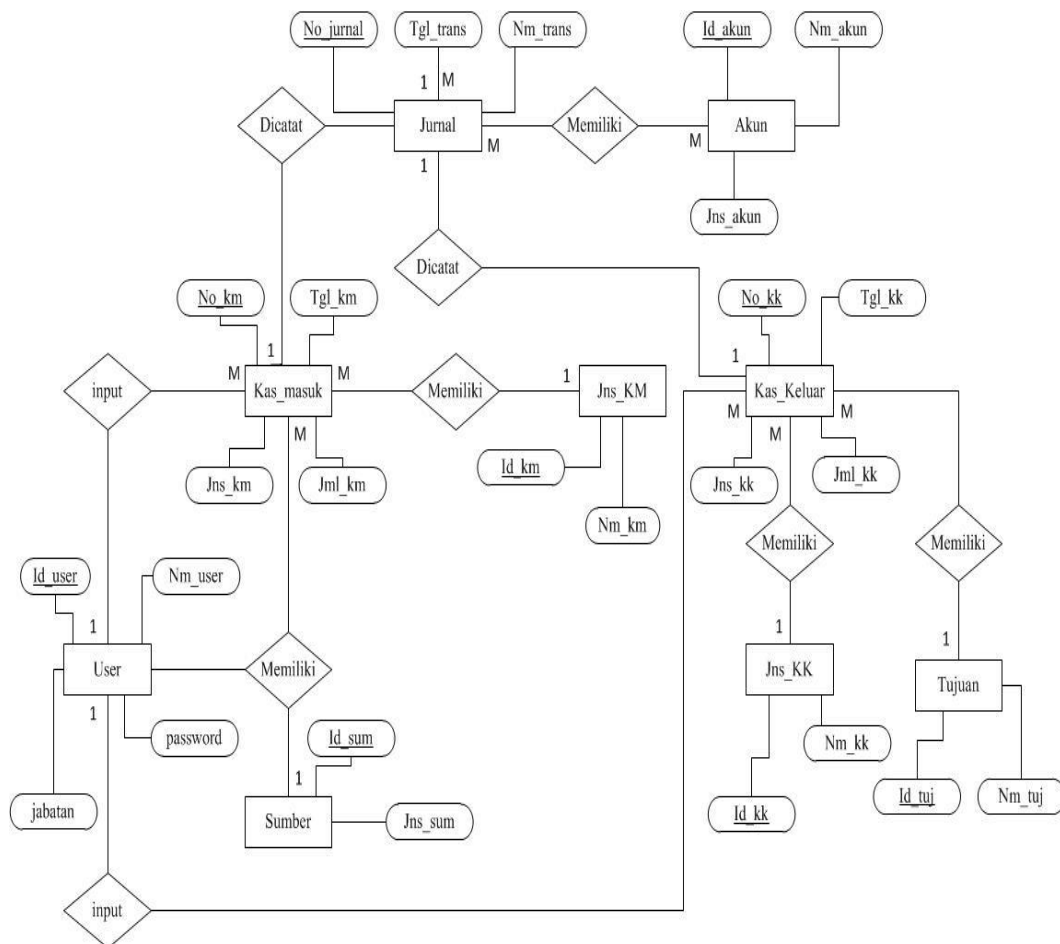 No_jurnal
Tgl_trans
Nm_trans
Id_akun
Nm_akun
1
M
Dicatat
Jurnal
Memiliki
Akun
M
M
1
Jns_akun
Dicatat
No_km
Tgl_km
No_kk
Tgl_kk
1
1
input
M
Kas_masuk
M
Memiliki
1
Jns_KM
Kas_Keluar
M
M
M
M
Jns_km
Jml_km
Id_km
Jns_kk
Jml_kk
Nm_km
Memiliki
Memiliki
Id_user
Nm_user
1
1
1
User
Memiliki
Jns_KK
Tujuan
1
password
Id_sum
Nm_kk
jabatan
1
Sumber
Jns_sum
Id_kk
Id_tuj
Nm_tuj
input